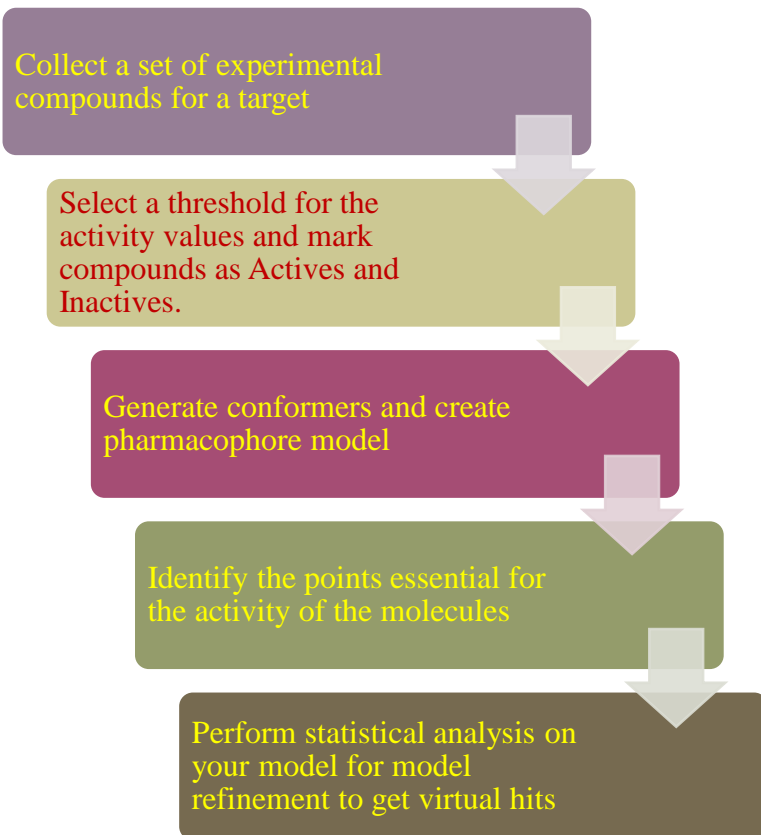 Collect a set of experimental
compounds for a target
Select a threshold for the
activity values and mark
compounds as Actives and
Inactives.
Generate conformers and create
pharmacophore model
Identify the points essential for
the activity of the molecules
Perform statistical analysis on
your model for model
refinement to get virtual hits